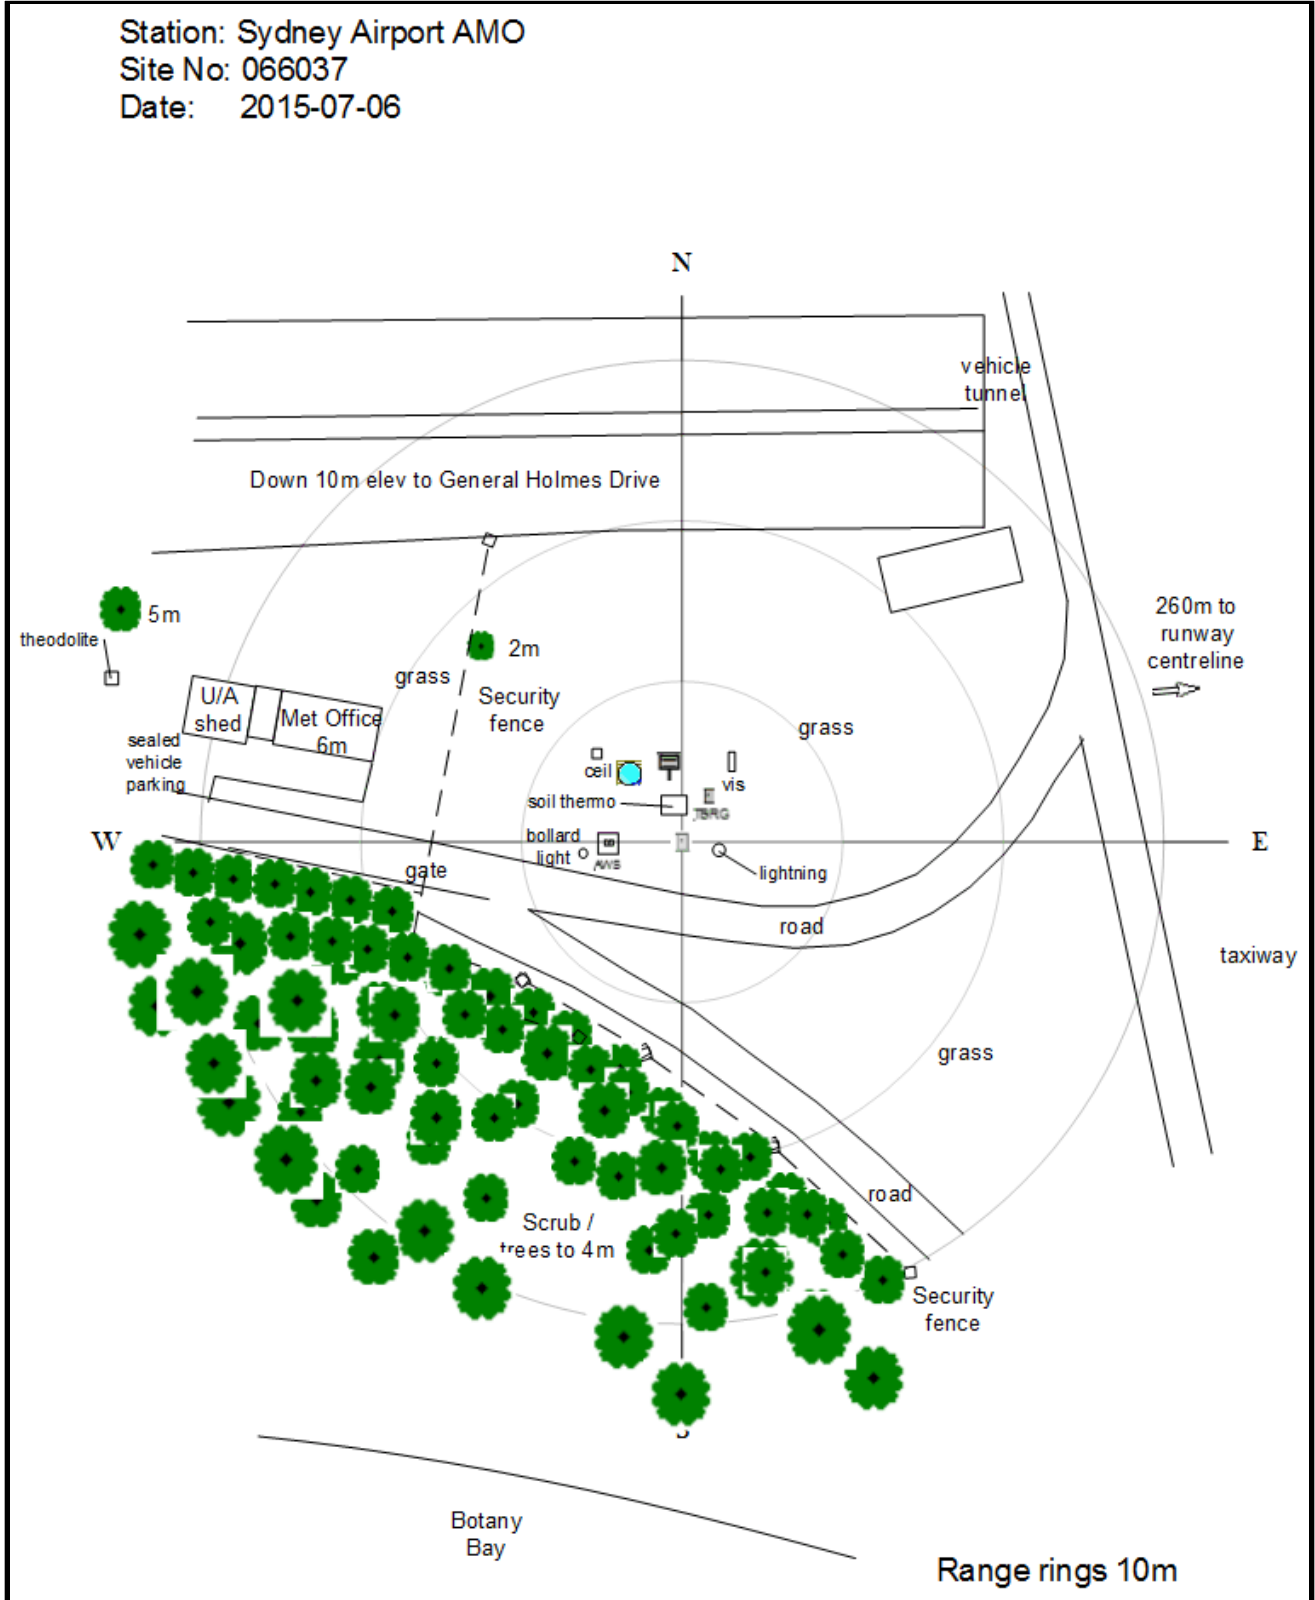 Station: Sydney Airport AMO
Site No: 066037
Date: 2015-07-06
N
vehicle
tunnel
Down 10m elev to General Holmes Drive
5m
theodolite
2m
260m to
runway
centreline
grass
Security
fence
U/A
shed
Met Office
6m
sealed
vehicle
parking
grass
ceil
vis
soil thermo
TBRG
W
bollard
light
AWS
E
gate
lightning
road
taxiway
grass
road
Scrub /
trees to 4m
Security
fence
S
Botany
Bay
Range rings 10m